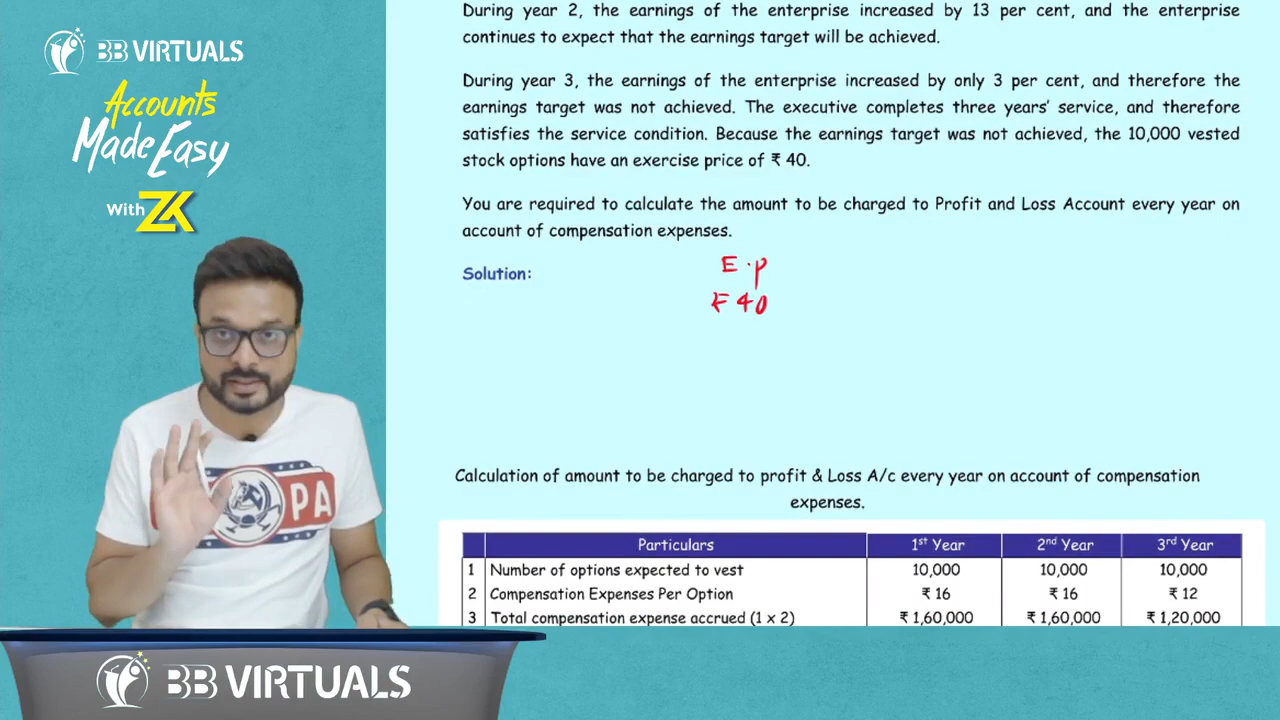 BB VIRTUALS
Accounts
Made Easy
With ZK
During year 2, the earnings of the enterprise increased by 13 per cent, and the enterprise
continues to expect that the earnings target will be achieved.
During year 3, the earnings of the enterprise increased by only 3 per cent, and therefore the
earnings target was not achieved. The executive completes three years' service, and therefore
satisfies the service condition. Because the earnings target was not achieved, the 10,000 vested
stock options have an exercise price of ₹ 40.
You are required to calculate the amount to be charged to Profit and Loss Account every year on
account of compensation expenses.
Solution:
E.p
₹ 40
Calculation of amount to be charged to profit & Loss A/c every year on account of compensation
expenses.
Particulars 1st Year 2nd Year 3rd Year
1 Number of options expected to vest 10,000 10,000 10,000
2 Compensation Expenses Per Option ₹ 16 ₹ 16 ₹ 12
3 Total compensation expense accrued (1 x 2) ₹ 1,60,000 ₹ 1,60,000 ₹ 1,20,000
PA
BB VIRTUALS